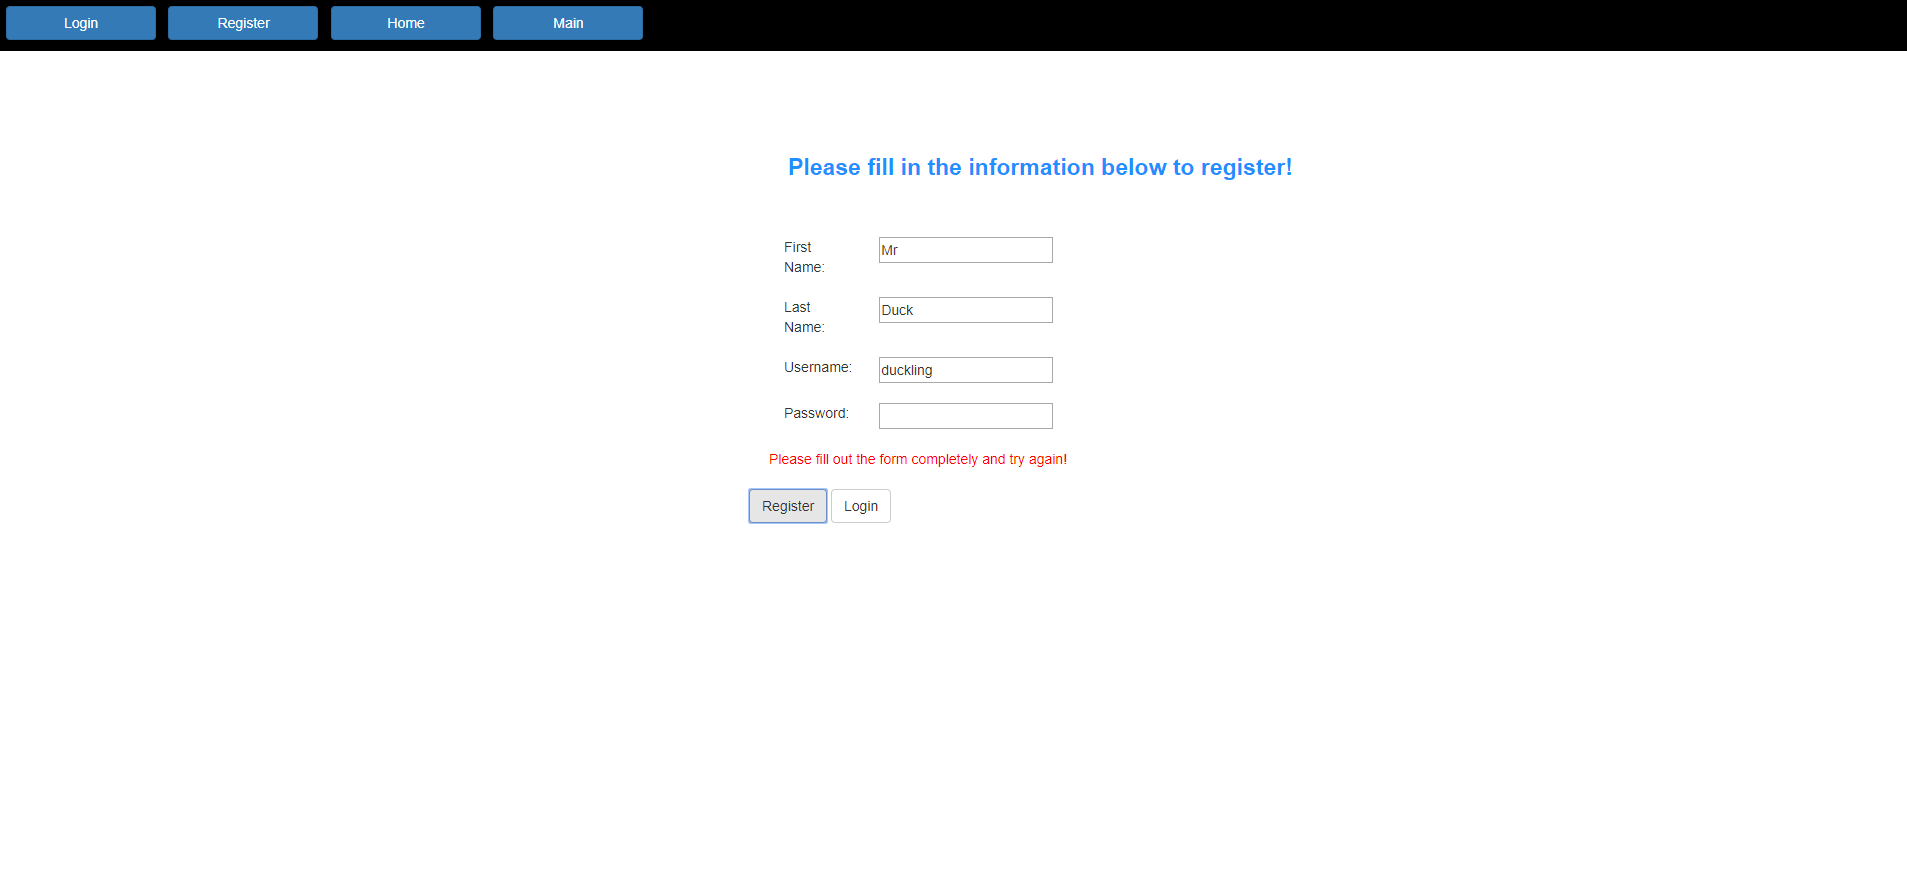 Login Register Home Main
Please fill in the information below to register!
First
Name:
Mr
Last
Name:
Duck
Username: duckling
Password:
Please fill out the form completely and try again!
Register Login